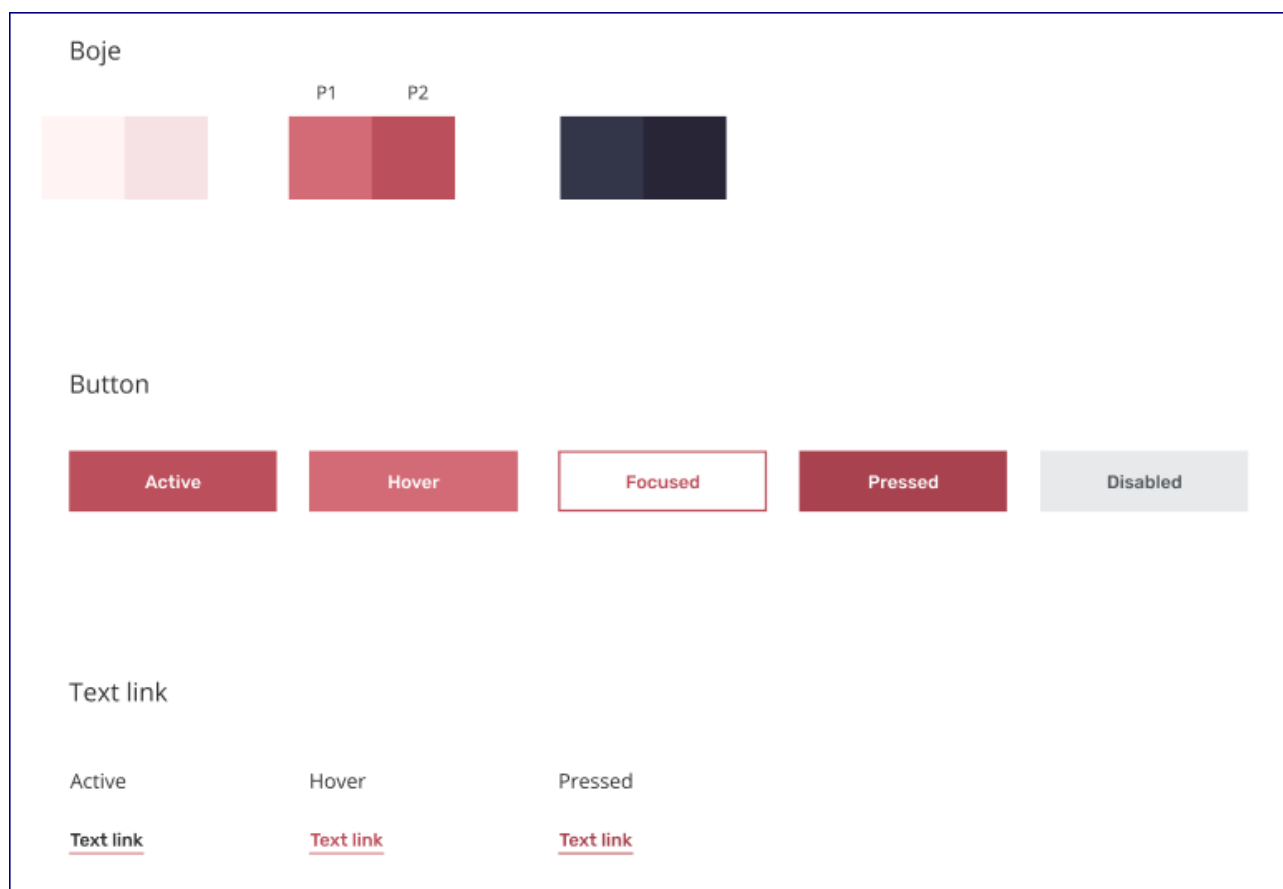 Boje
P1 P2
Button
Active Hover Focused Pressed Disabled
Text link
Active Hover Pressed
Text link Text link Text link